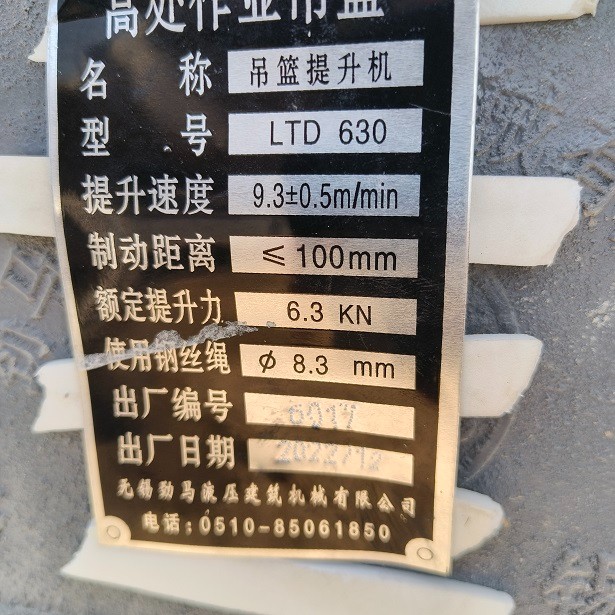 高处作业吊篮
名 称 吊篮提升机
型 号 LTD 630
提升速度 9.3±0.5m/min
制动距离 ≤100mm
额定提升力 6.3 KN
使用钢丝绳 ф 8.3 mm
出厂编号 6017
出厂日期 2022/12
无锡劲马液压建筑机械有限公司
电话:0510-85061850